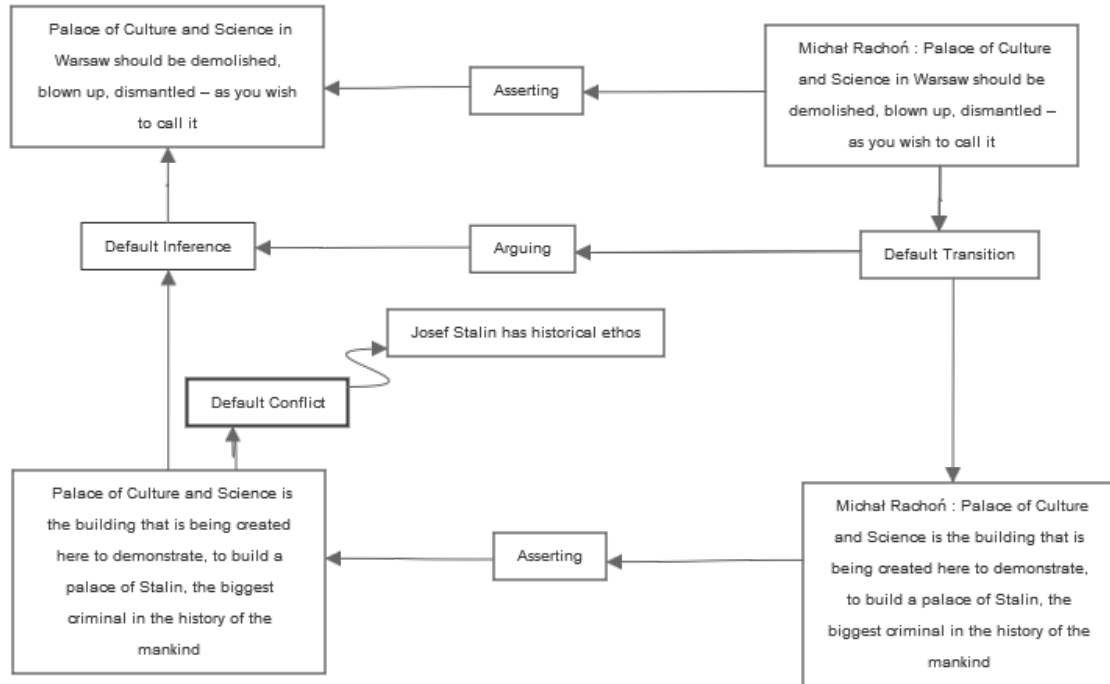 Palace of Culture and Science in
Warsaw should be demolished,
blown up, dismantled – as you wish
to call it
Asserting
Michał Rachoń : Palace of Culture
and Science in Warsaw should be
demolished, blown up, dismantled –
as you wish to call it
Default Inference
Arguing
Default Transition
Josef Stalin has historical ethos
Default Conflict
Palace of Culture and Science is
the building that is being created
here to demonstrate, to build a
palace of Stalin, the biggest
criminal in the history of the
mankind
Asserting
Michał Rachoń : Palace of Culture
and Science is the building that is
being created here to demonstrate,
to build a palace of Stalin, the
biggest criminal in the history of the
mankind